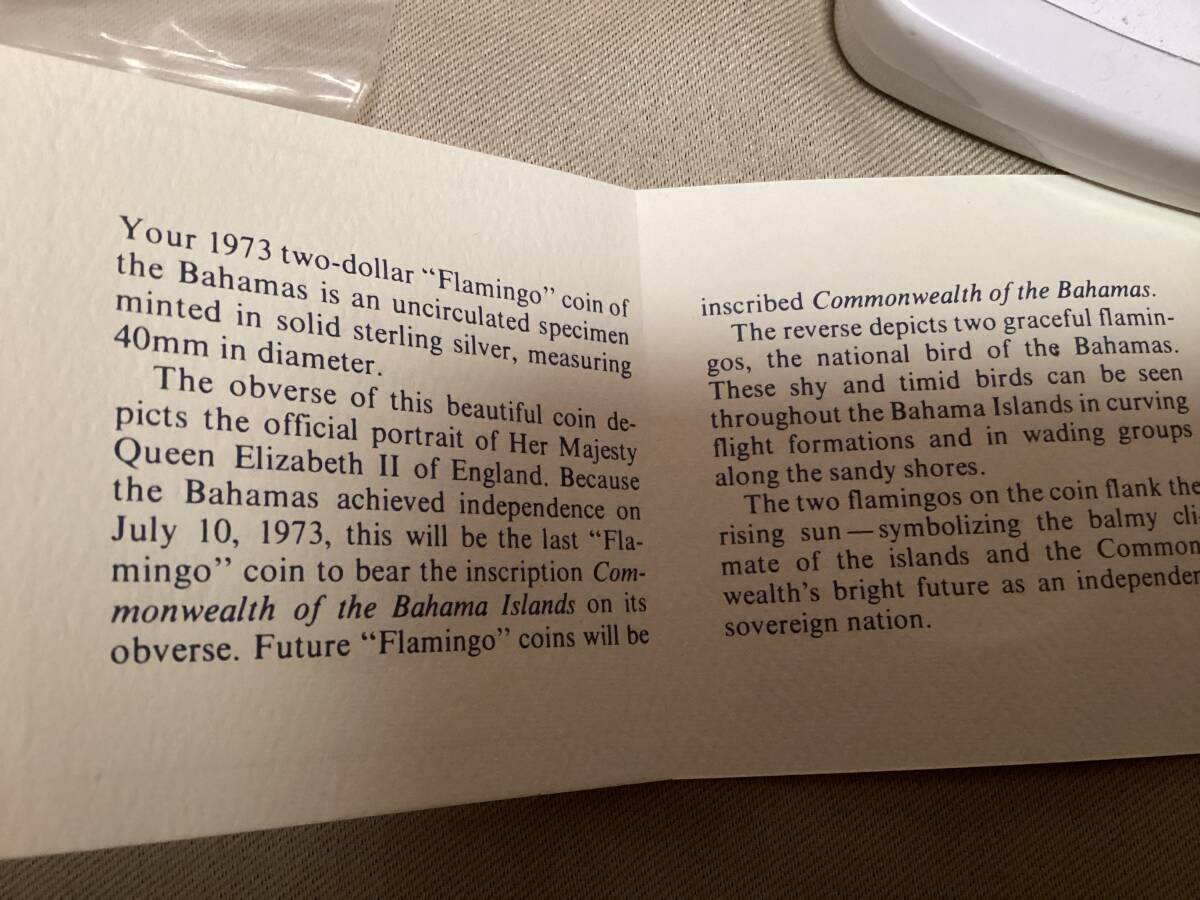 Your 1973 two-dollar “Flamingo” coin of
the Bahamas is an uncirculated specimen
minted in solid sterling silver, measuring
40mm in diameter.
The obverse of this beautiful coin de-
picts the official portrait of Her Majesty
Queen Elizabeth II of England. Because
the Bahamas achieved independence on
July 10, 1973, this will be the last “Fla-
mingo” coin to bear the inscription Com-
monwealth of the Bahama Islands on its
obverse. Future “Flamingo” coins will be
inscribed Commonwealth of the Bahamas.
The reverse depicts two graceful flamin-
gos, the national bird of the Bahamas.
These shy and timid birds can be seen
throughout the Bahama Islands in curving
flight formations and in wading groups
along the sandy shores.
The two flamingos on the coin flank the
rising sun — symbolizing the balmy cli-
mate of the islands and the Common
wealth’s bright future as an independen
sovereign nation.